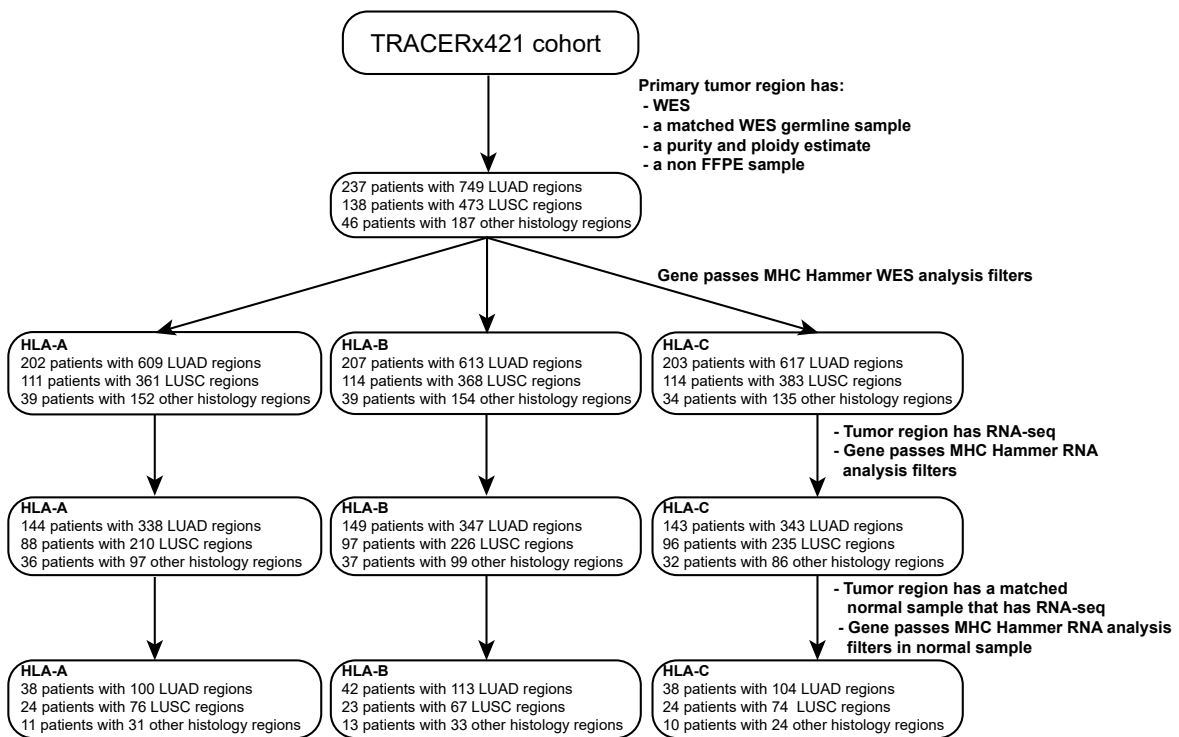 TRACERx421 cohort
Primary tumor region has:
- WES
- a matched WES germline sample
- a purity and ploidy estimate
- a non FFPE sample
237 patients with 749 LUAD regions
138 patients with 473 LUSC regions
46 patients with 187 other histology regions
Gene passes MHC Hammer WES analysis filters
HLA-A
202 patients with 609 LUAD regions
111 patients with 361 LUSC regions
39 patients with 152 other histology regions
HLA-B
207 patients with 613 LUAD regions
114 patients with 368 LUSC regions
39 patients with 154 other histology regions
HLA-C
203 patients with 617 LUAD regions
114 patients with 383 LUSC regions
34 patients with 135 other histology regions
- Tumor region has RNA-seq
- Gene passes MHC Hammer RNA
analysis filters
HLA-A
144 patients with 338 LUAD regions
88 patients with 210 LUSC regions
36 patients with 97 other histology regions
HLA-B
149 patients with 347 LUAD regions
97 patients with 226 LUSC regions
37 patients with 99 other histology regions
HLA-C
143 patients with 343 LUAD regions
96 patients with 235 LUSC regions
32 patients with 86 other histology regions
- Tumor region has a matched
normal sample that has RNA-seq
- Gene passes MHC Hammer RNA analysis
filters in normal sample
HLA-A
38 patients with 100 LUAD regions
24 patients with 76 LUSC regions
11 patients with 31 other histology regions
HLA-B
42 patients with 113 LUAD regions
23 patients with 67 LUSC regions
13 patients with 33 other histology regions
HLA-C
38 patients with 104 LUAD regions
24 patients with 74 LUSC regions
10 patients with 24 other histology regions